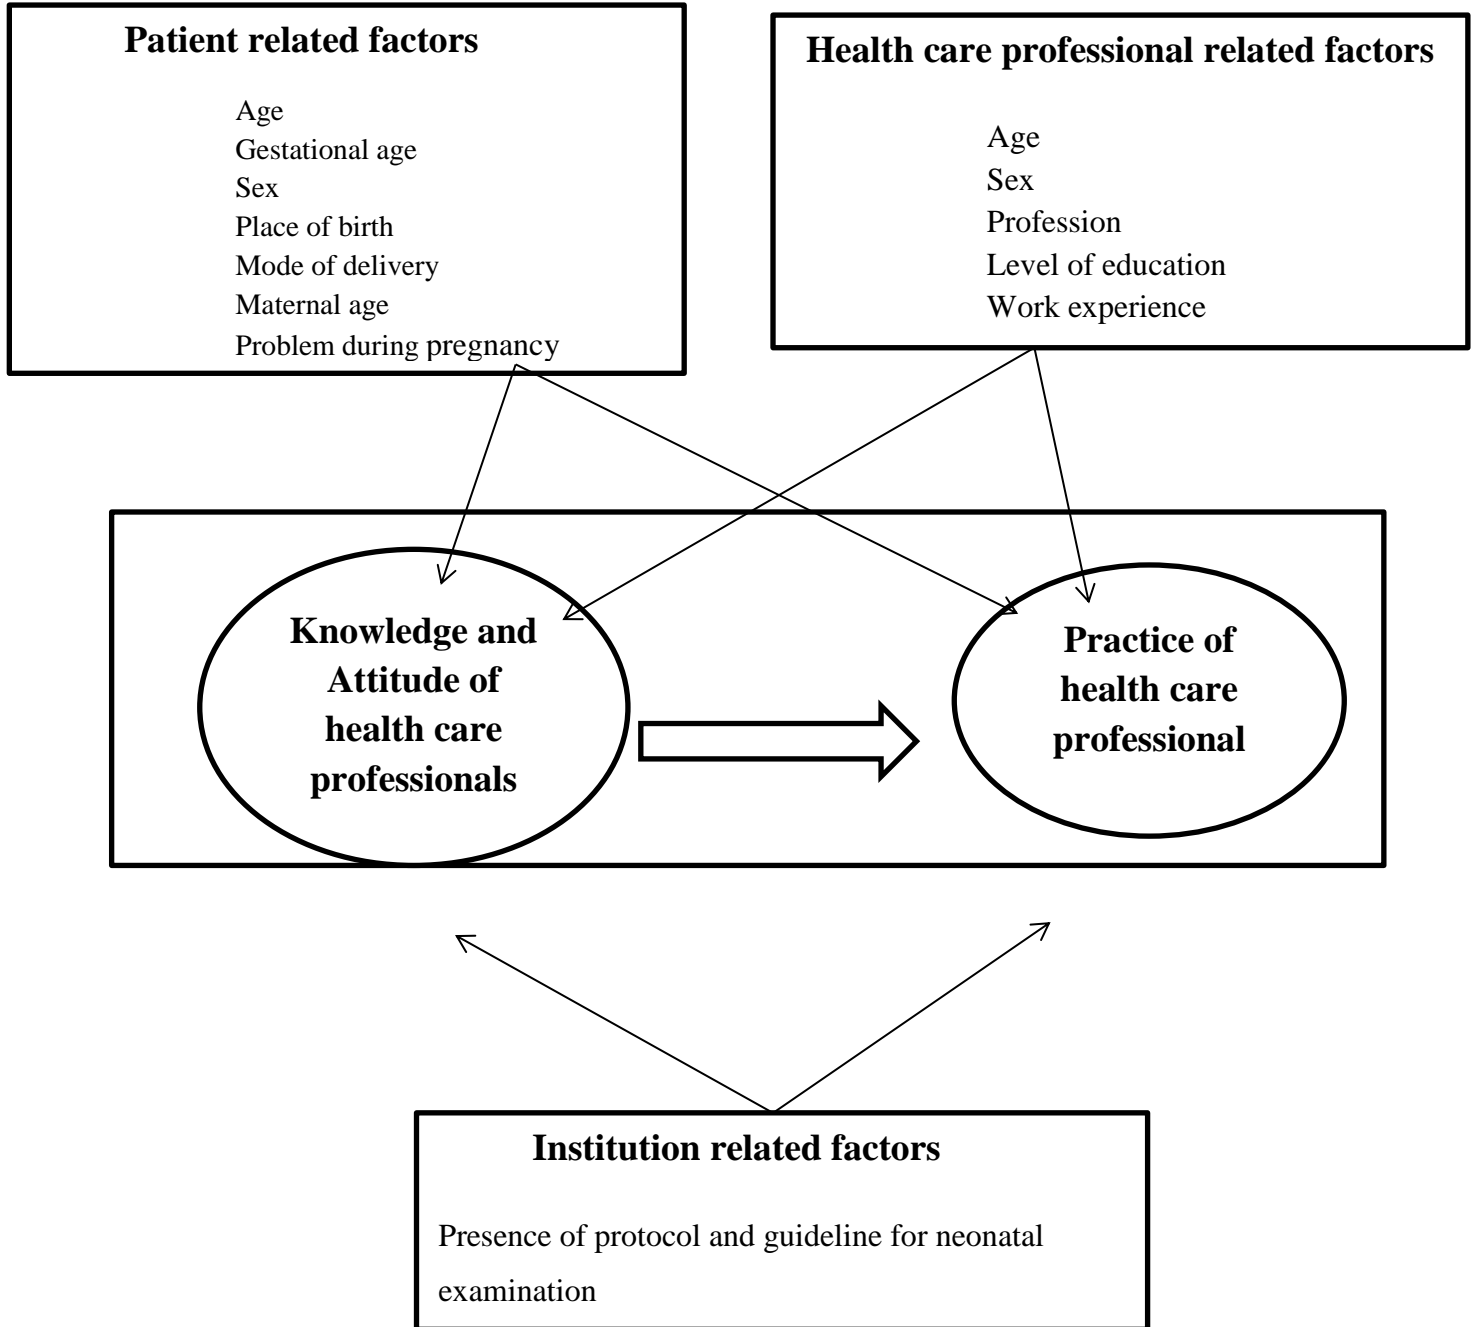 Patient related factors
Age
Gestational age
Sex
Place of birth
Mode of delivery
Maternal age
Problem during pregnancy
Health care professional related factors
Age
Sex
Profession
Level of education
Work experience
Knowledge and
Attitude of
health care
professionals
Practice of
health care
professional
Institution related factors
Presence of protocol and guideline for neonatal
examination